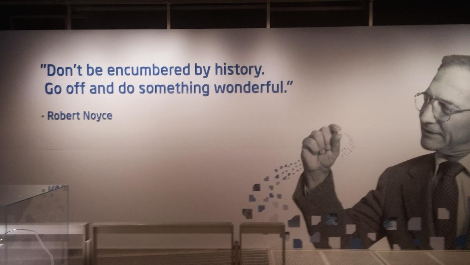 "Don't be encumbered by history.
Go off and do something wonderful."
- Robert Noyce